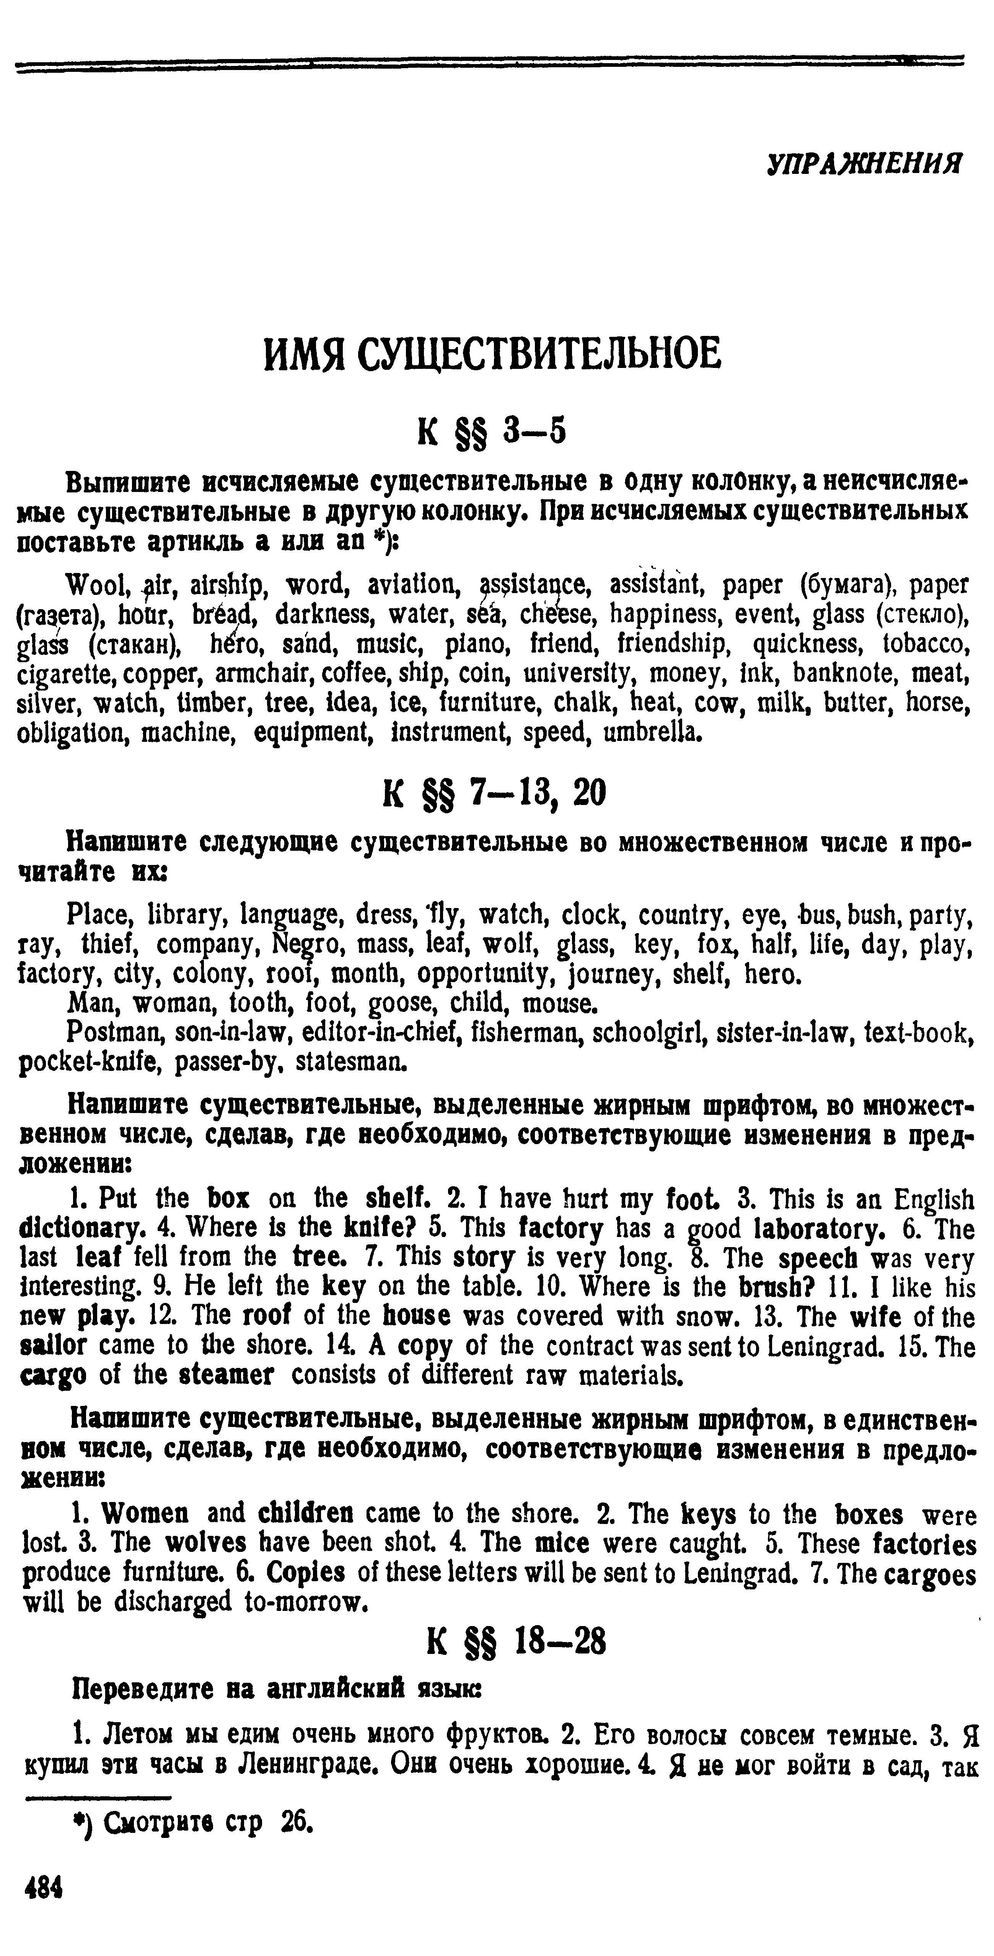 УПРАЖНЕНИЯ
ИМЯ СУЩЕСТВИТЕЛЬНОЕ
К §§ 3—5
Выпишите исчисляемые существительные в одну колонку, а неисчисляе-
мые существительные в другую колонку. При исчисляемых существительных
поставьте артикль a или an *):
Wool, air, airship, word, aviation, assistance, assistant, paper (бумага), paper
(газета), hour, bread, darkness, water, sea, cheese, happiness, event, glass (стекло),
glass (стакан), hero, sand, music, piano, friend, friendship, quickness, tobacco,
cigarette, copper, armchair, coffee, ship, coin, university, money, ink, banknote, meat,
silver, watch, timber, tree, idea, ice, furniture, chalk, heat, cow, milk, butter, horse,
obligation, machine, equipment, instrument, speed, umbrella.
К §§ 7—13, 20
Напишите следующие существительные во множественном числе и про-
читайте их:
Place, library, language, dress, fly, watch, clock, country, eye, bus, bush, party,
ray, thief, company, Negro, mass, leaf, wolf, glass, key, fox, half, life, day, play,
factory, city, colony, roof, month, opportunity, journey, shelf, hero.
Man, woman, tooth, foot, goose, child, mouse.
Postman, son-in-law, editor-in-chief, fisherman, schoolgirl, sister-in-law, text-book,
pocket-knife, passer-by, statesman.
Напишите существительные, выделенные жирным шрифтом, во множест-
венном числе, сделав, где необходимо, соответствующие изменения в пред-
ложении:
1. Put the box on the shelf. 2. I have hurt my foot. 3. This is an English
dictionary. 4. Where is the knife? 5. This factory has a good laboratory. 6. The
last leaf fell from the tree. 7. This story is very long. 8. The speech was very
interesting. 9. He left the key on the table. 10. Where is the brush? 11. I like his
new play. 12. The roof of the house was covered with snow. 13. The wife of the
sailor came to the shore. 14. A copy of the contract was sent to Leningrad. 15. The
cargo of the steamer consists of different raw materials.
Напишите существительные, выделенные жирным шрифтом, в единствен-
ном числе, сделав, где необходимо, соответствующие изменения в предло-
жении:
1. Women and children came to the shore. 2. The keys to the boxes were
lost. 3. The wolves have been shot. 4. The mice were caught. 5. These factories
produce furniture. 6. Copies of these letters will be sent to Leningrad. 7. The cargoes
will be discharged to-morrow.
К §§ 18—28
Переведите на английский язык:
1. Летом мы едим очень много фруктов. 2. Его волосы совсем темные. 3. Я
купил эти часы в Ленинграде. Они очень хорошие. 4. Я не мог войти в сад, так
*) Смотрите стр 26.
484